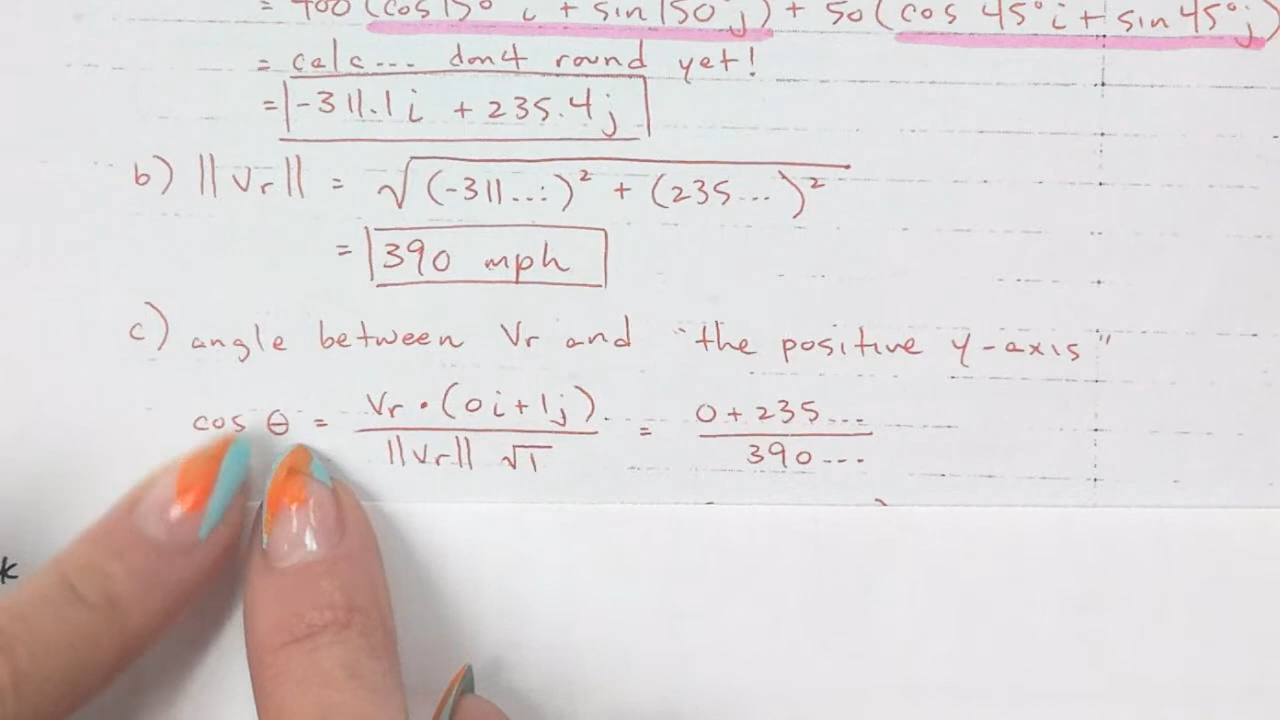 = 400 (cos 150° i + sin 150° j) + 50 (cos 45° i + sin 45° j)
= calc... don't round yet!
= -311.1i + 235.4j
b) ||Vr|| = √(-311...)² + (235...)²
= 390 mph
c) angle between Vr and "the positive y-axis"
cos θ = Vr · (0i + 1j) / ||Vr|| √1 = 0 + 235... / 390...
k